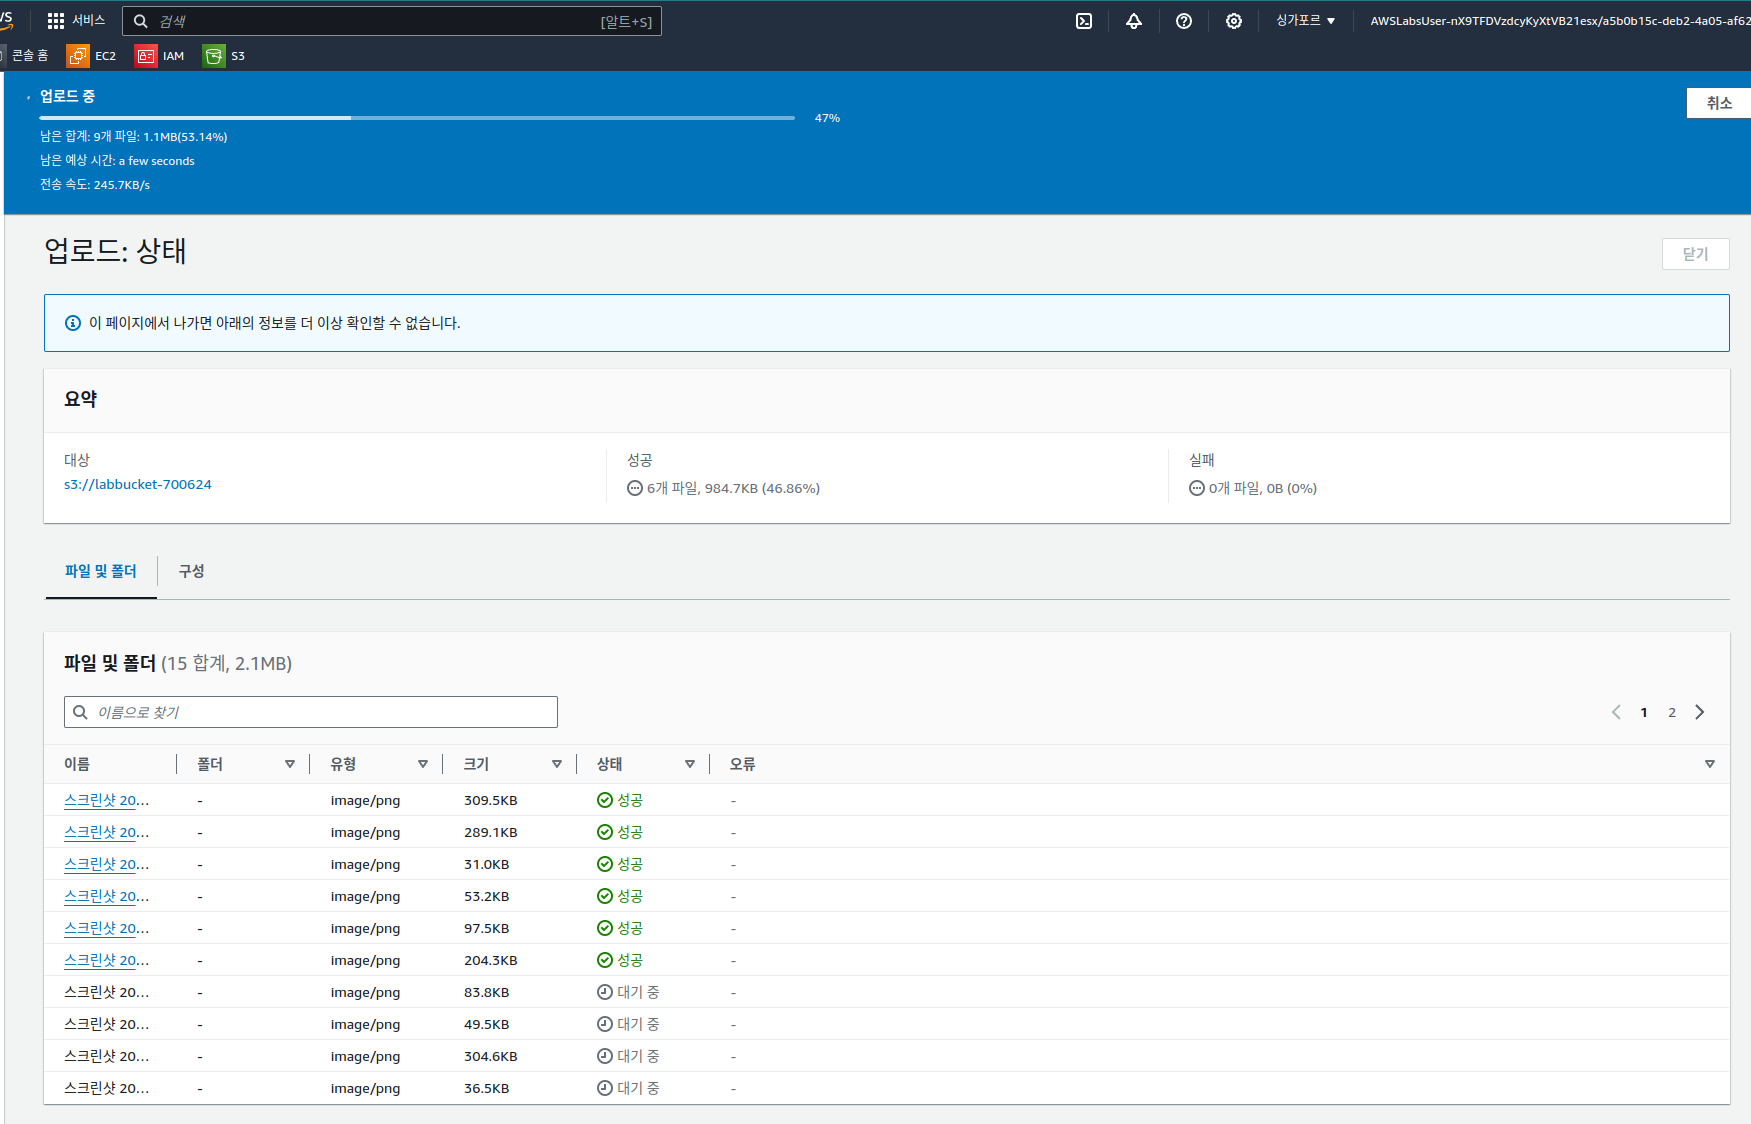 서비스
검색
[알트+S]
싱가포르
AWSLabsUser-nX9TFDVzdcyKyXtVB21esx/a5b0b15c-deb2-4a05-af62
콘솔 홈
EC2
IAM
S3
업로드 중
취소
47%
남은 합계: 9개 파일: 1.1MB(53.14%)
남은 예상 시간: a few seconds
전송 속도: 245.7KB/s
업로드: 상태
닫기
이 페이지에서 나가면 아래의 정보를 더 이상 확인할 수 없습니다.
요약
대상
s3://labbucket-700624
성공
6개 파일, 984.7KB (46.86%)
실패
0개 파일, 0B (0%)
파일 및 폴더
구성
파일 및 폴더 (15 합계, 2.1MB)
이름으로 찾기
1 2
이름 폴더 유형 크기 상태 오류
스크린샷 20... - image/png 309.5KB 성공 -
스크린샷 20... - image/png 289.1KB 성공 -
스크린샷 20... - image/png 31.0KB 성공 -
스크린샷 20... - image/png 53.2KB 성공 -
스크린샷 20... - image/png 97.5KB 성공 -
스크린샷 20... - image/png 204.3KB 성공 -
스크린샷 20... - image/png 83.8KB 대기 중 -
스크린샷 20... - image/png 49.5KB 대기 중 -
스크린샷 20... - image/png 304.6KB 대기 중 -
스크린샷 20... - image/png 36.5KB 대기 중 -